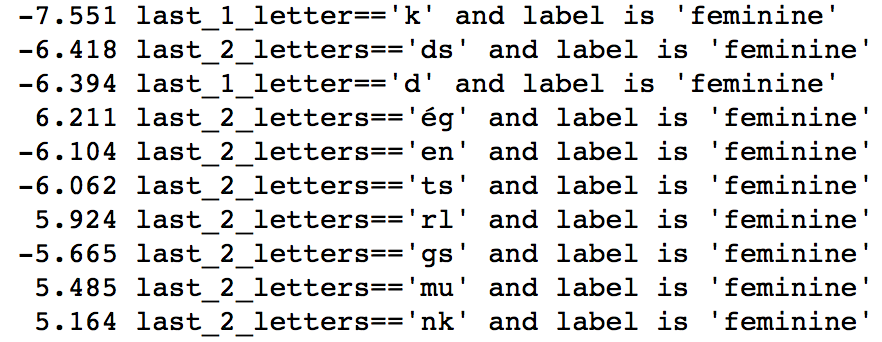 -7.551 last_1_letter=='k' and label is 'feminine'
-6.418 last_2_letters=='ds' and label is 'feminine'
-6.394 last_1_letter=='d' and label is 'feminine'
6.211 last_2_letters=='ég' and label is 'feminine'
-6.104 last_2_letters=='en' and label is 'feminine'
-6.062 last_2_letters=='ts' and label is 'feminine'
5.924 last_2_letters=='rl' and label is 'feminine'
-5.665 last_2_letters=='gs' and label is 'feminine'
5.485 last_2_letters=='mu' and label is 'feminine'
5.164 last_2_letters=='nk' and label is 'feminine'